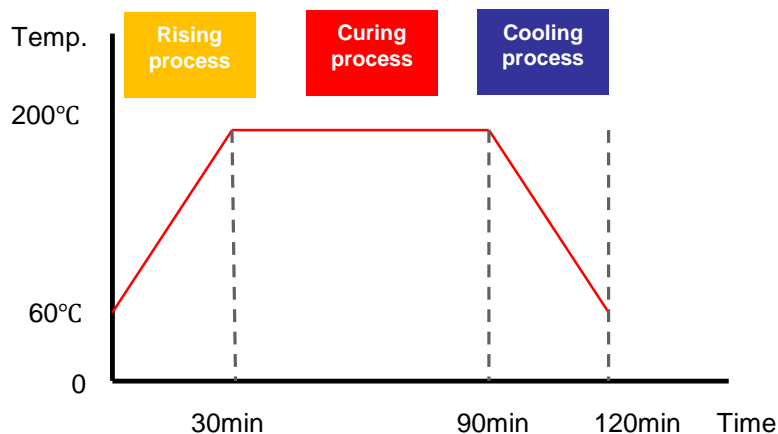 Temp.
Rising
process
Curing
process
Cooling
process
200℃
60℃
0
30min
90min
120min
Time